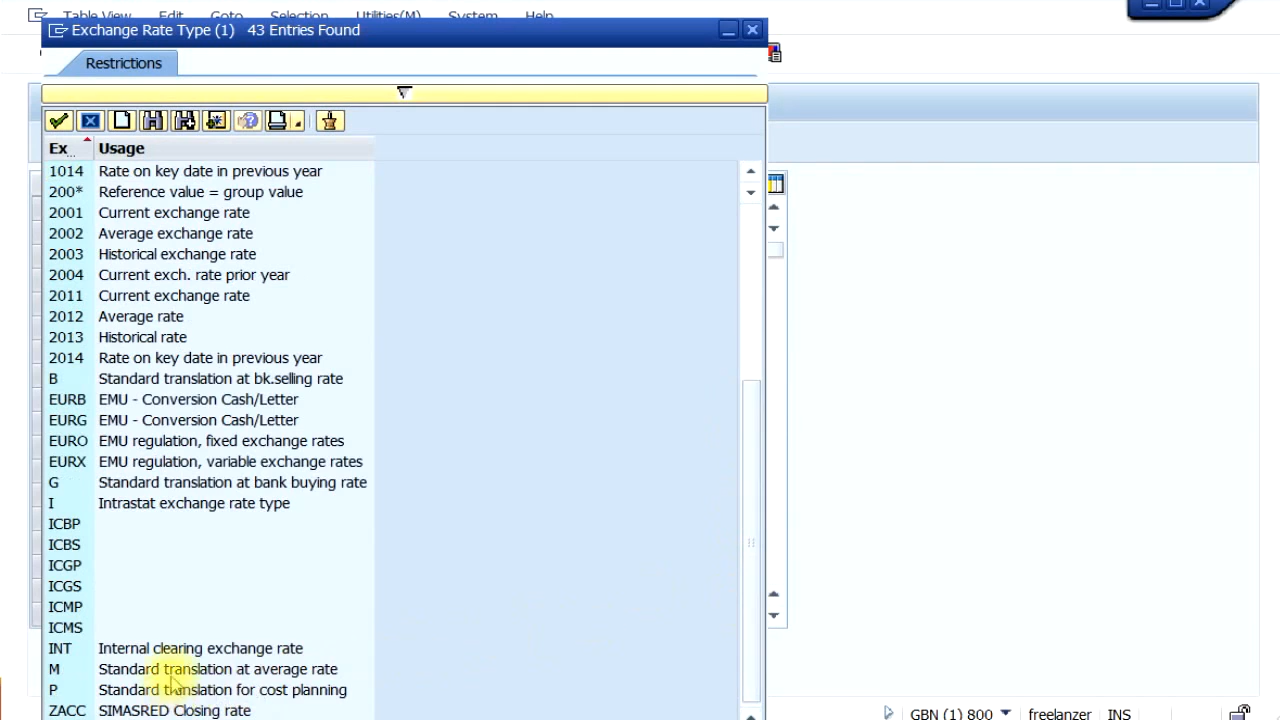 Table View Edit Goto Selection Utilities(M) System Help
Exchange Rate Type (1) 43 Entries Found
Restrictions
Ex.. Usage
1014 Rate on key date in previous year
200* Reference value = group value
2001 Current exchange rate
2002 Average exchange rate
2003 Historical exchange rate
2004 Current exch. rate prior year
2011 Current exchange rate
2012 Average rate
2013 Historical rate
2014 Rate on key date in previous year
B Standard translation at bk.selling rate
EURB EMU - Conversion Cash/Letter
EURG EMU - Conversion Cash/Letter
EURO EMU regulation, fixed exchange rates
EURX EMU regulation, variable exchange rates
G Standard translation at bank buying rate
I Intrastat exchange rate type
ICBP
ICBS
ICGP
ICGS
ICMP
ICMS
INT Internal clearing exchange rate
M Standard translation at average rate
P Standard translation for cost planning
ZACC SIMASRED Closing rate
GBN (1) 800 freelanzer INS